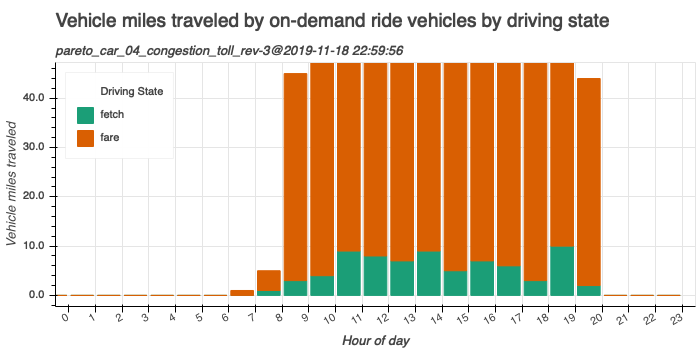 Vehicle miles traveled by on-demand ride vehicles by driving state
pareto_car_04_congestion_toll_rev-3@2019-11-18 22:59:56
Driving State
fetch
fare
Vehicle miles traveled
40.0
30.0
20.0
10.0
0.0
0 1 2 3 4 5 6 7 8 9 10 11 12 13 14 15 16 17 18 19 20 21 22 23
Hour of day